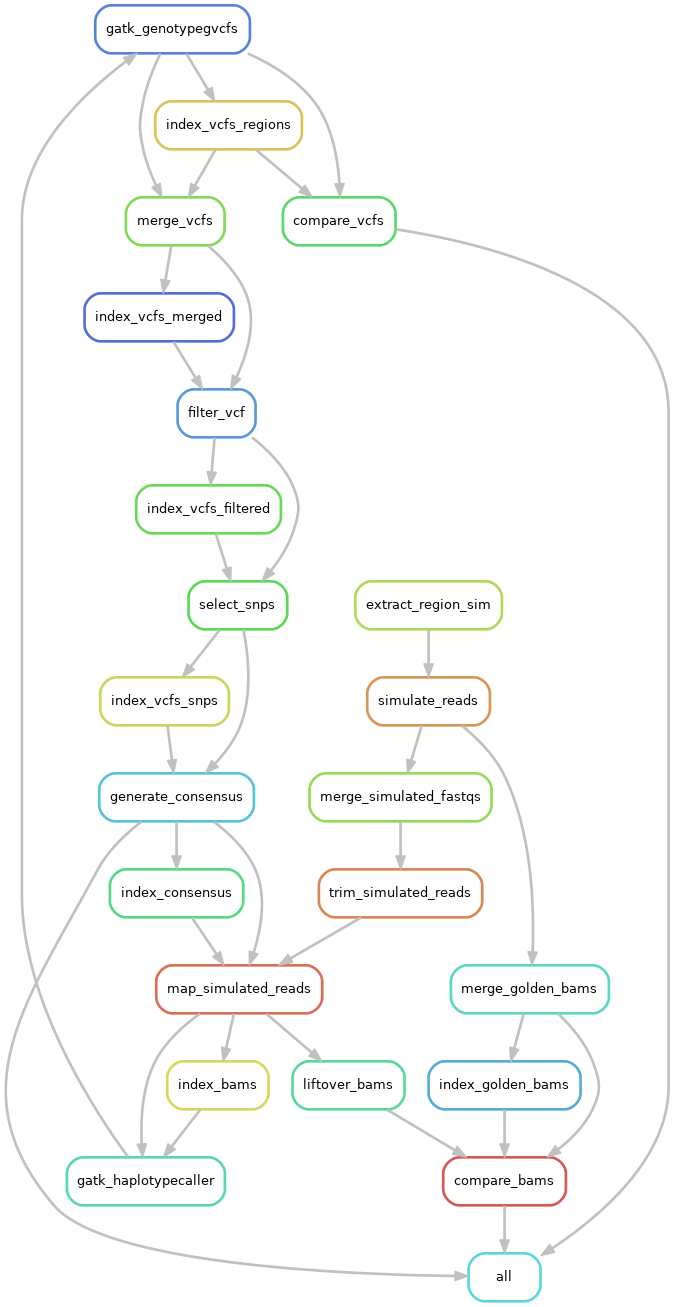 gatk_genotypegvcfs
index_vcfs_regions
merge_vcfs
compare_vcfs
index_vcfs_merged
filter_vcf
index_vcfs_filtered
select_snps
extract_region_sim
index_vcfs_snps
simulate_reads
generate_consensus
merge_simulated_fastqs
index_consensus
trim_simulated_reads
map_simulated_reads
merge_golden_bams
index_bams
liftover_bams
index_golden_bams
gatk_haplotypecaller
compare_bams
all